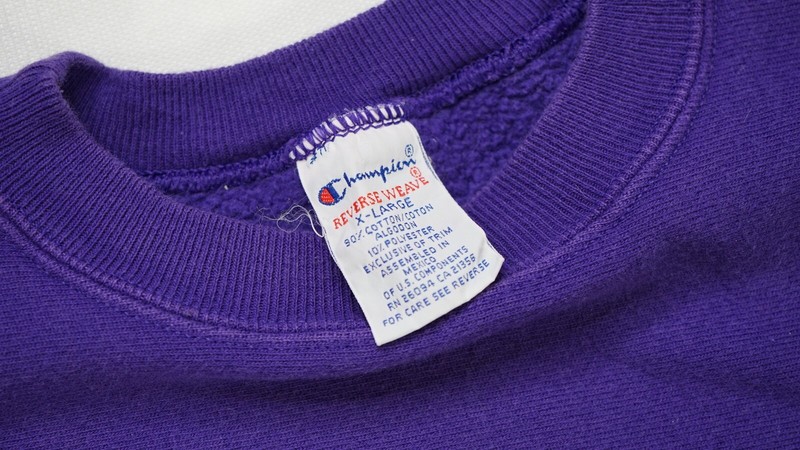 Champion®
REVERSE WEAVE®
X-LARGE
90% COTTON/COTON
ALGODON
10% POLYESTER
EXCLUSIVE OF TRIM
ASSEMBLED IN
MEXICO
OF U.S. COMPONENTS
RN 26094 CA 21356
FOR CARE SEE REVERSE